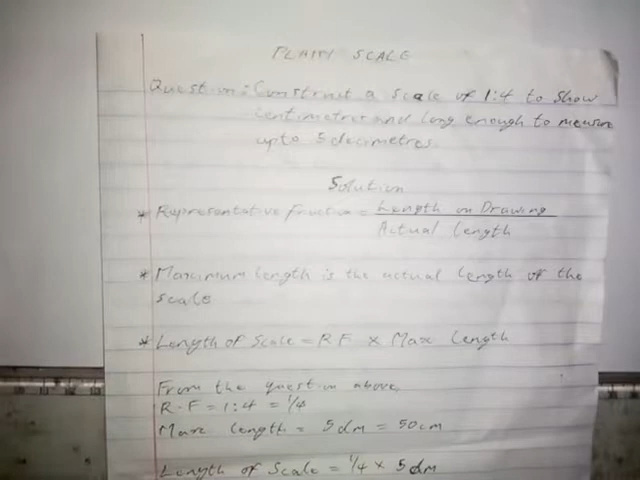 PLAIN SCALE
Question: Construct a scale of 1:4 to show
centimetres and long enough to measure
upto 5 decimetres.
Solution
* Representative Fraction = Length on Drawing
Actual Length
* Maximum length is the actual length of the
scale
* Length of Scale = RF × Max Length
From the question above,
R.F = 1:4 = 1/4
Max length = 5dm = 50cm
Length of Scale = 1/4 × 5dm